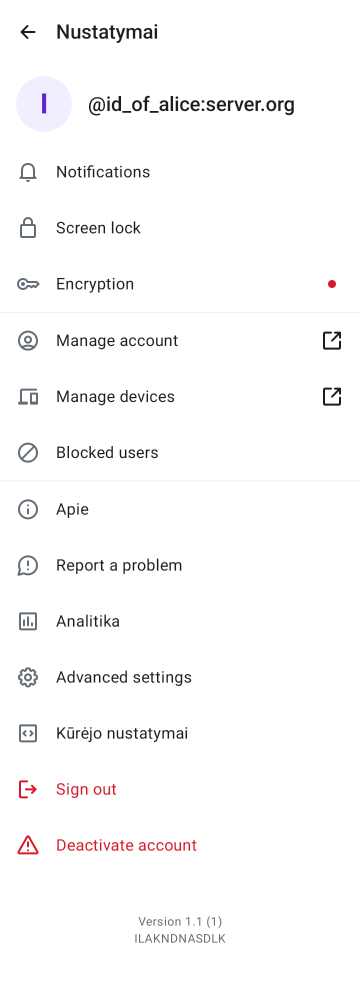 Nustatymai
I
@id_of_alice:server.org
Notifications
Screen lock
Encryption
Manage account
Manage devices
Blocked users
Apie
Report a problem
Analitika
Advanced settings
Kūrėjo nustatymai
Sign out
Deactivate account
Version 1.1 (1)
ILAKNDNASDLK